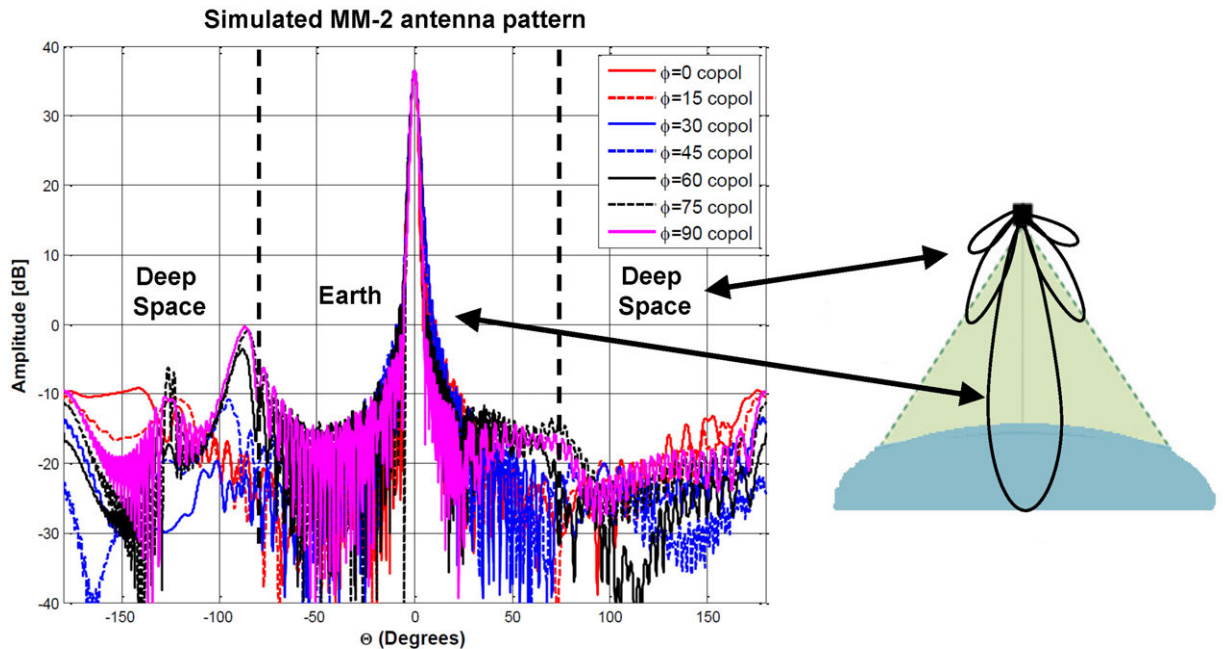 Simulated MM-2 antenna pattern
40
30
20
10
0
-10
-20
-30
-40
Amplitude [dB]
-150
-100
-50
0
50
100
150
Θ (Degrees)
ϕ=0 copol
ϕ=15 copol
ϕ=30 copol
ϕ=45 copol
ϕ=60 copol
ϕ=75 copol
ϕ=90 copol
Deep
Space
Earth
Deep
Space